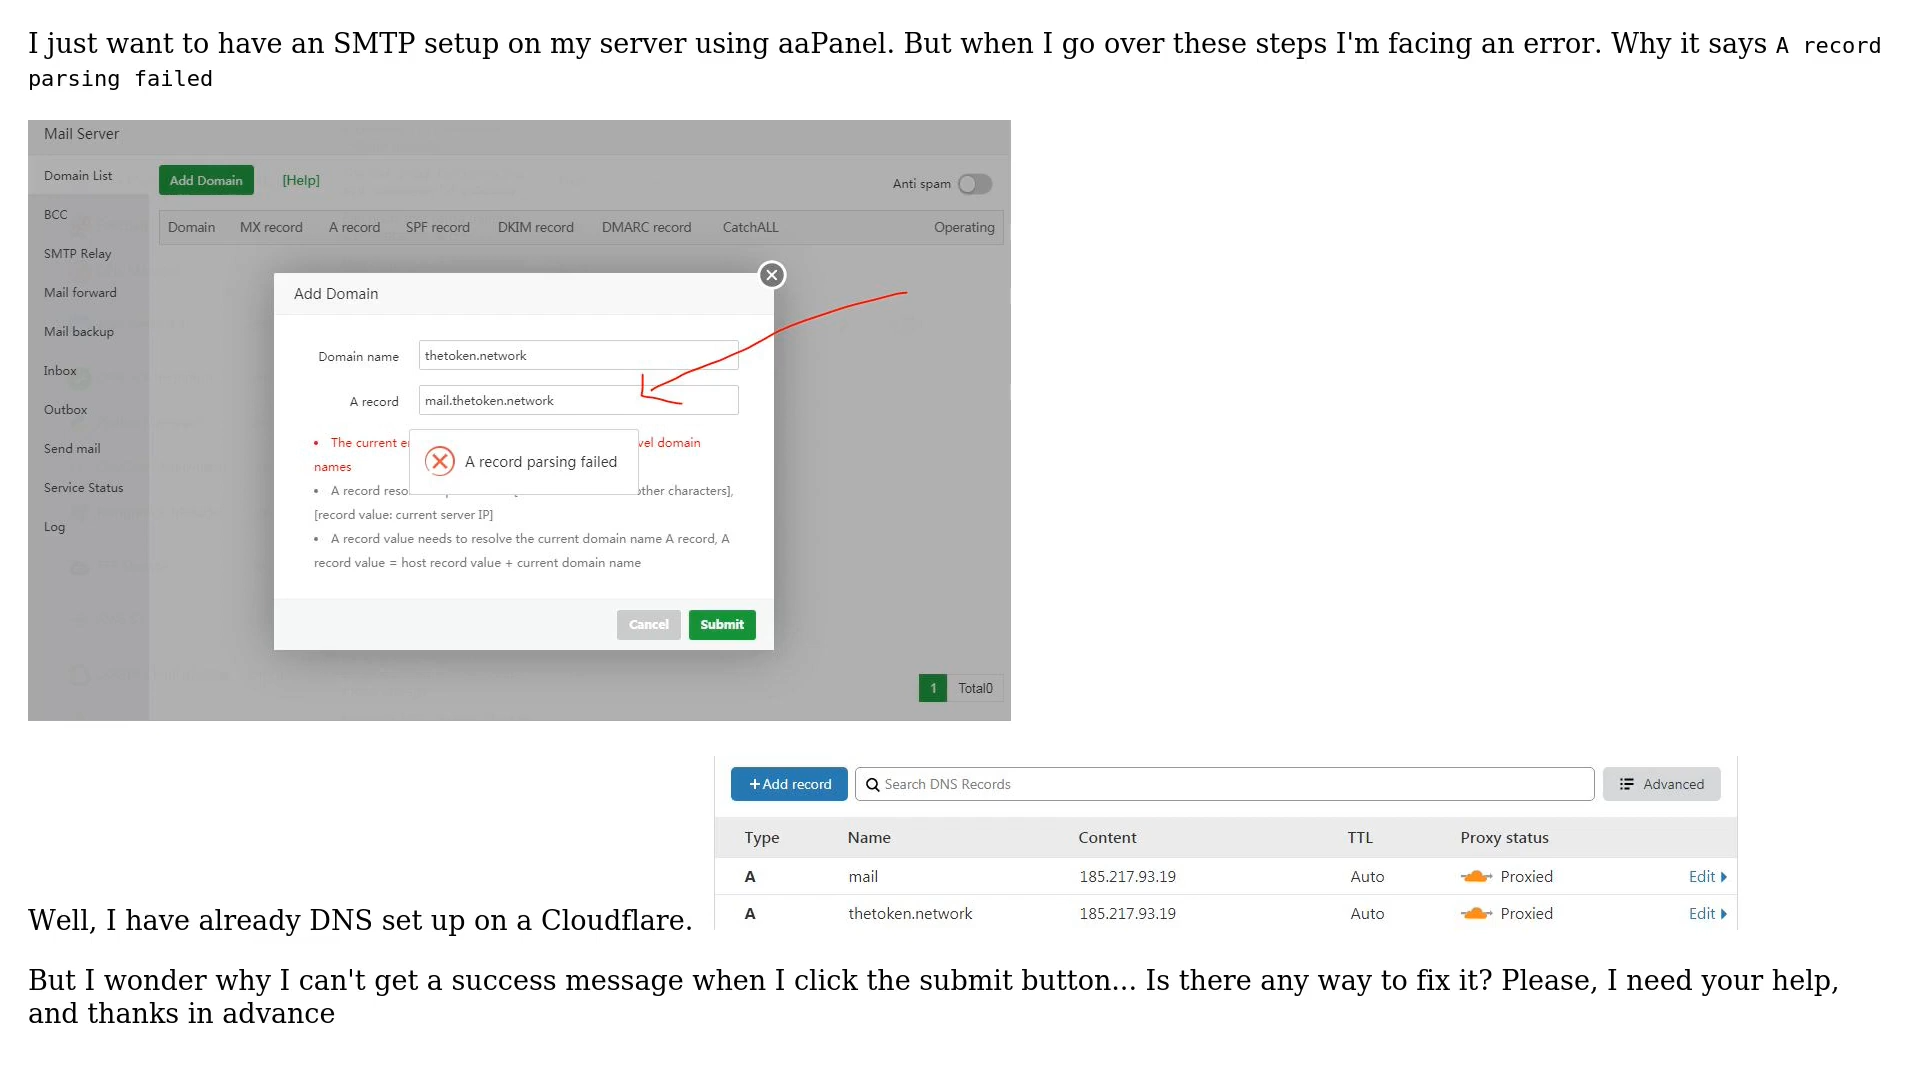 I just want to have an SMTP setup on my server using aaPanel. But when I go over these steps I'm facing an error. Why it says A record
parsing failed
Mail Server
Domain List
Add Domain
[Help]
Anti spam
BCC
Domain MX record A record SPF record DKIM record DMARC record CatchALL Operating
SMTP Relay
Mail forward
Mail backup
Inbox
Outbox
Send mail
Service Status
Log
Add Domain
Domain name thetoken.network
A record mail.thetoken.network
• The current e vel domain
names
A record parsing failed
• A record reso other characters],
[record value: current server IP]
• A record value needs to resolve the current domain name A record, A
record value = host record value + current domain name
Cancel Submit
1 Total0
+Add record Search DNS Records Advanced
Type Name Content TTL Proxy status
A mail 185.217.93.19 Auto Proxied Edit
A thetoken.network 185.217.93.19 Auto Proxied Edit
Well, I have already DNS set up on a Cloudflare.
But I wonder why I can't get a success message when I click the submit button... Is there any way to fix it? Please, I need your help,
and thanks in advance